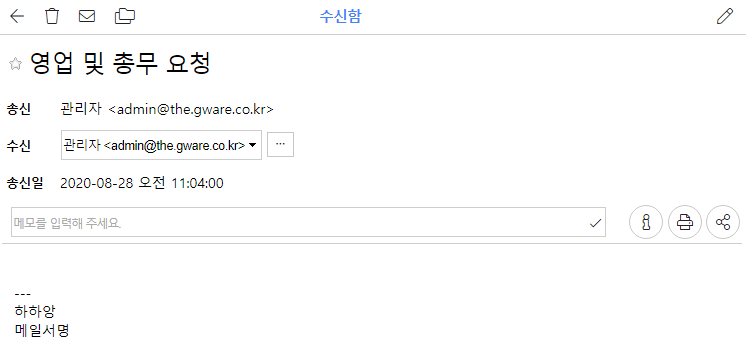 수신함
영업 및 총무 요청
송신 관리자 <admin@the.gware.co.kr>
수신 관리자 <admin@the.gware.co.kr> ...
송신일 2020-08-28 오전 11:04:00
메모를 입력해 주세요.
---
하하앙
메일서명